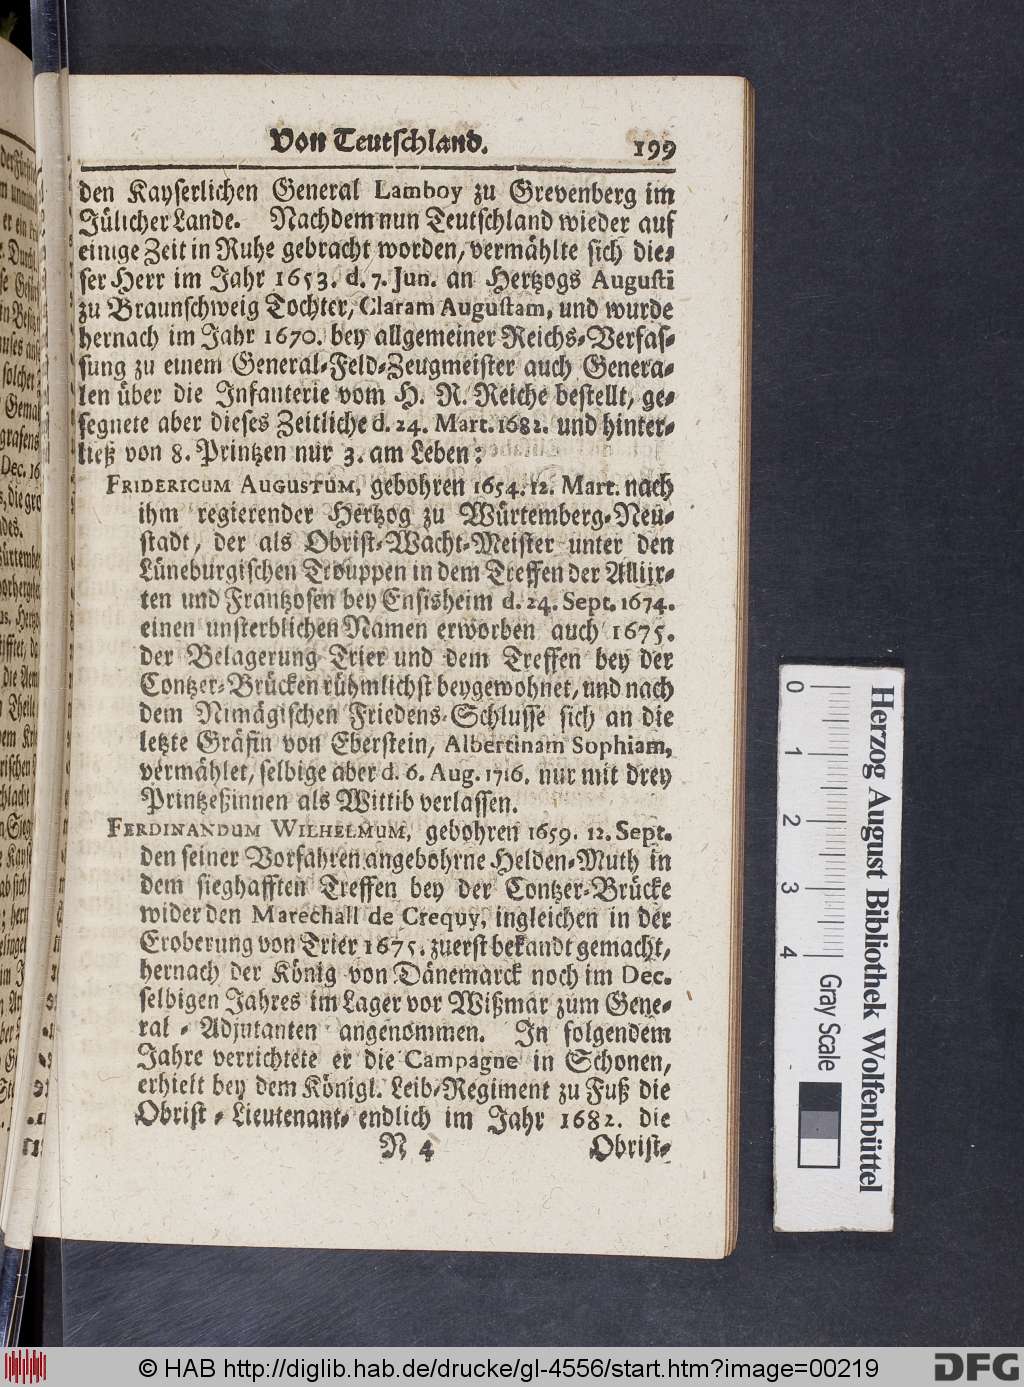 Von Teutschland. 199
den Kayserlichen General Lamboy zu Grevenberg im
Jülicher Lande. Nachdem nun Teutschland wieder auf
einige Zeit in Ruhe gebracht worden, vermählte sich die-
ser Herr im Jahr 1653. d. 7. Jun. an Hertzogs Augusti
zu Braunschweig Tochter, Claram Augustam, und wurde
hernach im Jahr 1670. bey allgemeiner Reichs-Verfas-
sung zu einem General-Feld-Zeugmeister auch Genera-
len über die Infanterie vom H. R. Reiche bestellt, ge-
segnete aber dieses Zeitliche d. 24. Mart. 1682. und hinter-
ließ von 8. Printzen nur 3. am Leben:
FRIDERICUM AUGUSTUM, gebohren 1654. 12. Mart. nach
ihm regierender Hertzog zu Würtemberg-Neu-
stadt, der als Obrist-Wacht-Meister unter den
Lüneburgischen Trouppen in dem Treffen der Alliir-
ten und Frantzosen bey Ensisheim d. 24. Sept. 1674.
einen unsterblichen Namen erworben auch 1675.
der Belagerung Trier und dem Treffen bey der
Contzer-Brücken rühmlichst beygewohnet, und nach
dem Nimägischen Friedens-Schlusse sich an die
letzte Gräfin von Eberstein, Albertinam Sophiam,
vermählet, selbige aber d. 6. Aug. 1716. nur mit drey
Printzeßinnen als Wittib verlassen.
FERDINANDUM WILHELMUM, gebohren 1659. 12. Sept.
den seiner Vorfahren angebohrne Helden-Muth in
dem sieghafften Treffen bey der Contzer-Brücke
wider den Marechall de Crequy, ingleichen in der
Eroberung von Trier 1675. zuerst bekandt gemacht,
hernach der König von Dänemarck noch im Dec.
selbigen Jahres im Lager vor Wißmar zum Gene-
ral-Adjutanten angenommen. In folgendem
Jahre verrichtete er die Campagne in Schonen,
erhielt bey dem Königl. Leib-Regiment zu Fuß die
Obrist-Lieutenant- endlich im Jahr 1682. die
N 4 Obrist-
0 1 2 3 4 Gray Scale
Herzog August Bibliothek Wolfenbüttel
© HAB http://diglib.hab.de/drucke/gl-4556/start.htm?image=00219
DFG